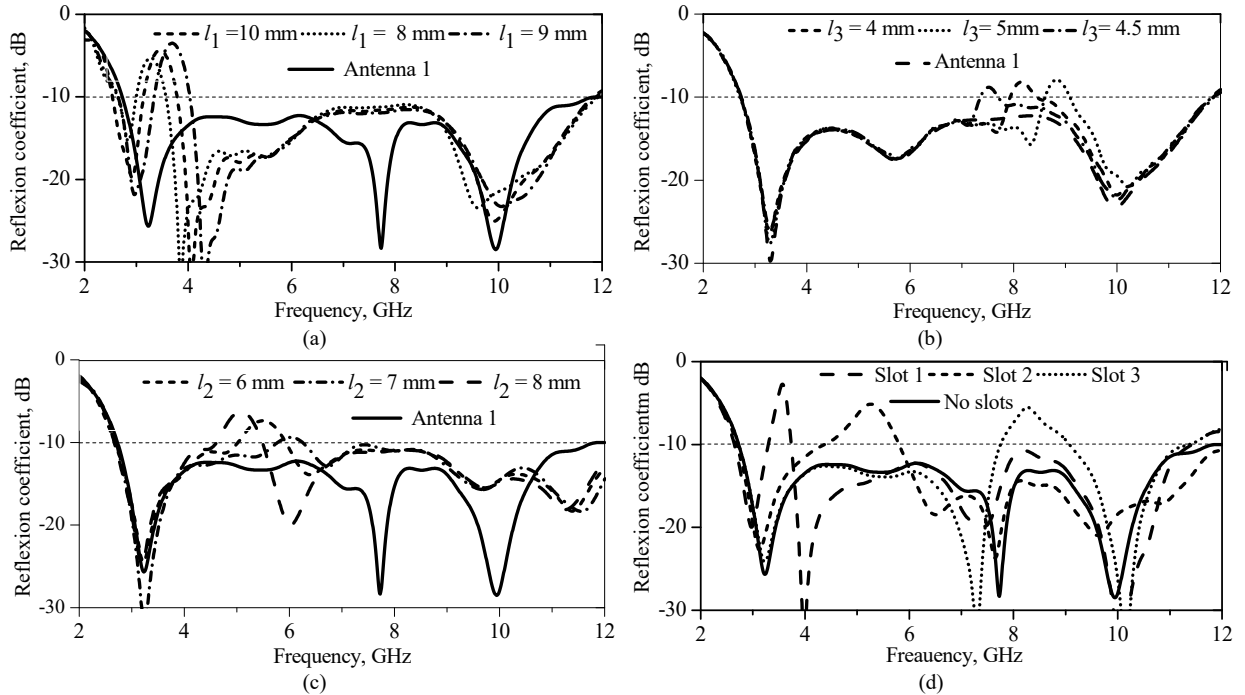 0
l1 =10 mm l1 = 8 mm l1 = 9 mm
Antenna 1
-10
-20
-30
Reflexion coefficient, dB
2 4 6 8 10 12
Frequency, GHz
(a)
0
l3 = 4 mm l3= 5mm l3= 4.5 mm
Antenna 1
-10
-20
-30
Reflexion coefficient, dB
2 4 6 8 10 12
Frequency, GHz
(b)
0
l2 = 6 mm l2 = 7 mm l2 = 8 mm
Antenna 1
-10
-20
-30
Reflexion coefficient, dB
2 4 6 8 10 12
Frequency, GHz
(c)
0
Slot 1 Slot 2 Slot 3
No slots
-10
-20
-30
Reflexion coefficientm dB
2 4 6 8 10 12
Freauency, GHz
(d)